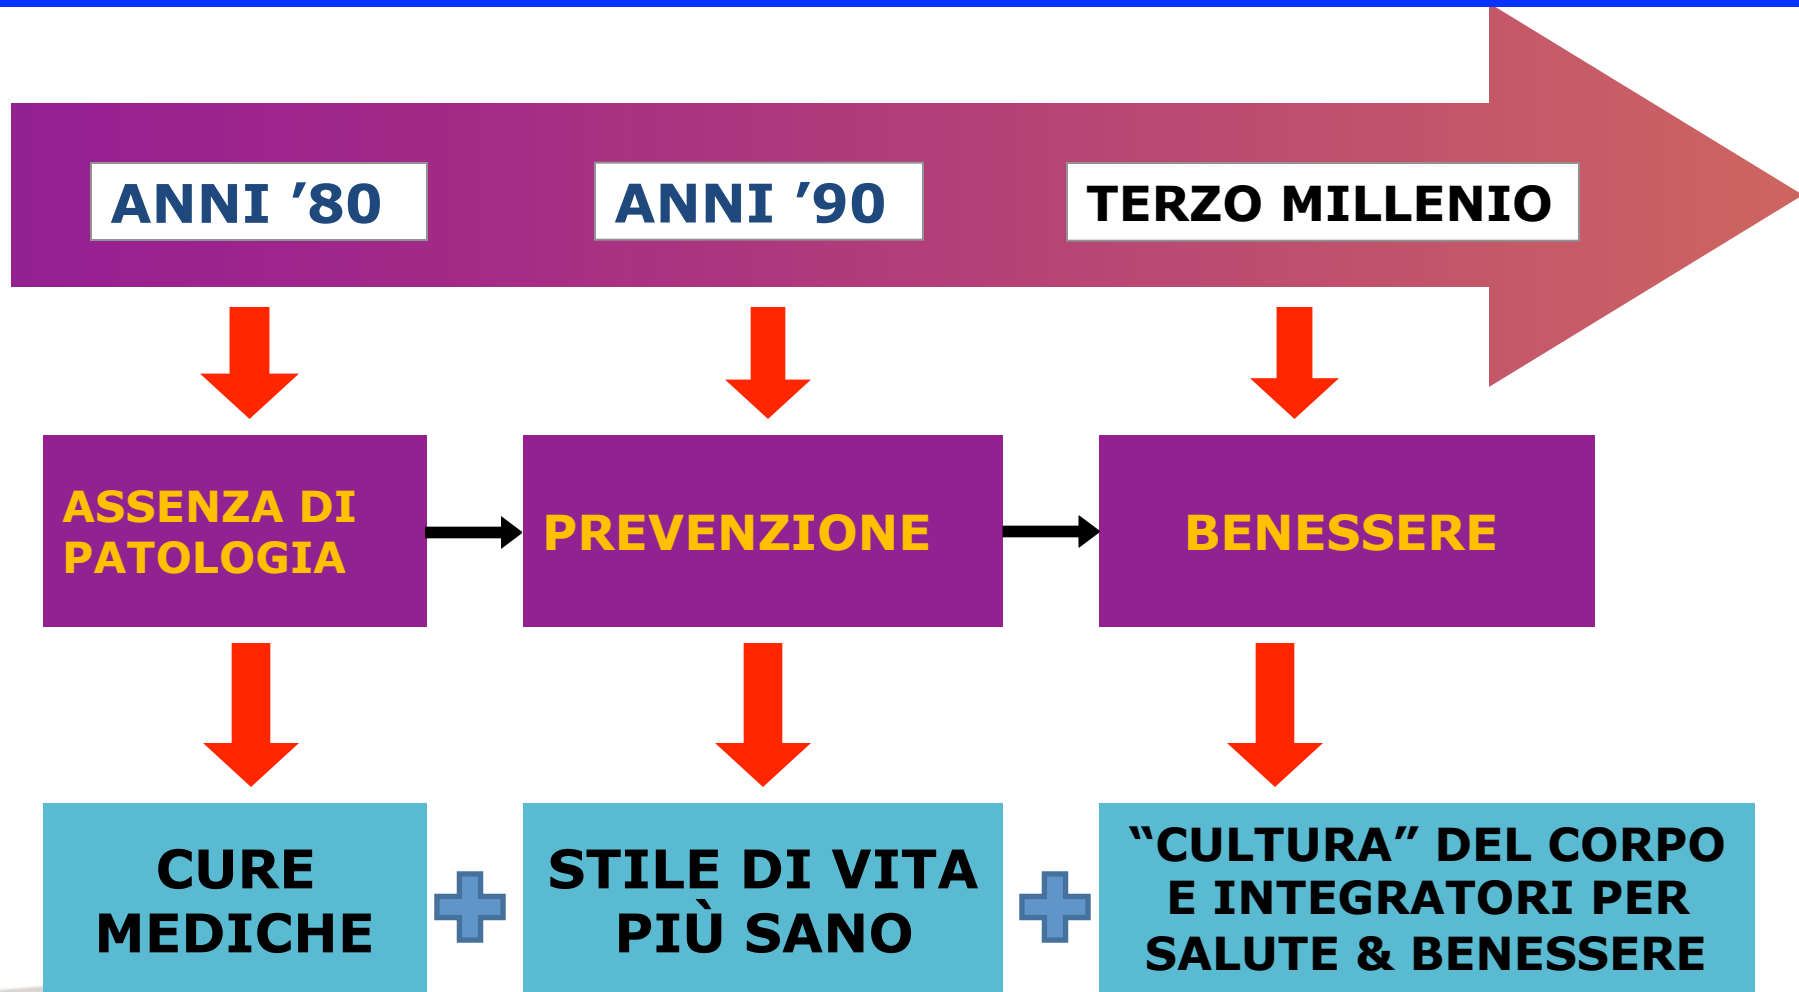 ANNI ’80
ANNI ’90
TERZO MILLENIO
ASSENZA DI
PATOLOGIA
PREVENZIONE
BENESSERE
CURE
MEDICHE
STILE DI VITA
PIÙ SANO
“CULTURA” DEL CORPO
E INTEGRATORI PER
SALUTE & BENESSERE